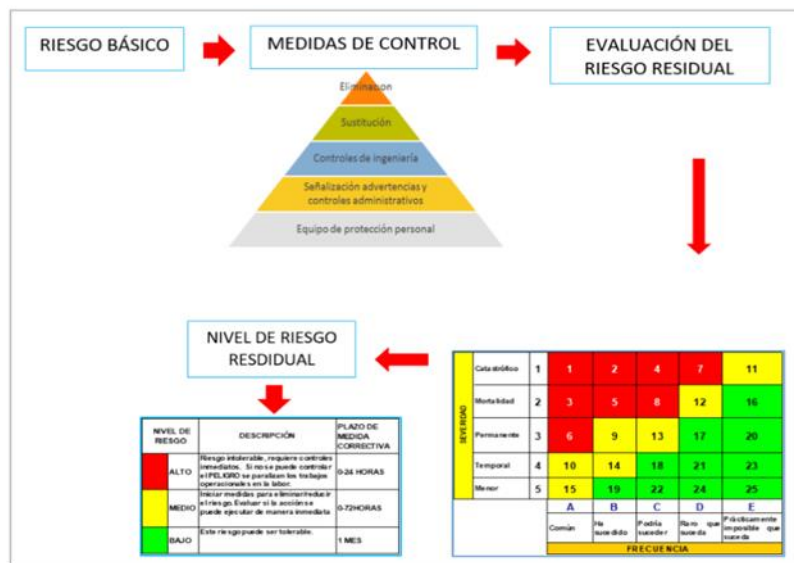 RIESGO BÁSICO
MEDIDAS DE CONTROL
EVALUACIÓN DEL
RIESGO RESIDUAL
Eliminacion
Sustitución
Controles de ingeniería
Señalización advertencias y
controles administrativos
Equipo de protección personal
NIVEL DE RIESGO
RESDIDUAL
NIVEL DE
RIESGO
DESCRIPCIÓN
PLAZO DE
MEDIDA
CORRECTIVA
ALTO
Riesgo intolerable, requiere controles
inmediatos. Si no se puede controlar
el PELIGRO se paralizan los trabajos
operacionales en la labor.
0-24 HORAS
MEDIO
Iniciar medidas para eliminar/reducir
el riesgo. Evaluar si la acción se
puede ejecutar de manera inmediata
0-72HORAS
BAJO
Este riesgo puede ser tolerable.
1 MES
SEVERIDAD
Catastrófico 1 1 2 4 7 11
Mortalidad 2 3 5 8 12 16
Permanente 3 6 9 13 17 20
Temporal 4 10 14 18 21 23
Menor 5 15 19 22 24 25
A B C D E
Común
Ha
sucedido
Podría
suceder
Raro que
suceda
Prácticamente
imposible que
suceda
FRECUENCIA